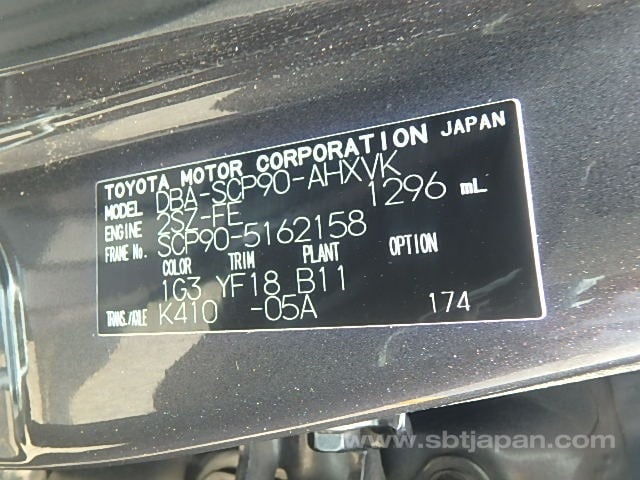 TOYOTA MOTOR CORPORATION JAPAN
MODEL DBA-SCP90-AHXVK
ENGINE 2SZ-FE 1296 mL
FRAME No. SCP90-5162158
COLOR TRIM PLANT OPTION
1G3 YF18 B11
TRANS./AXLE K410 -05A 174
www.sbtjapan.com